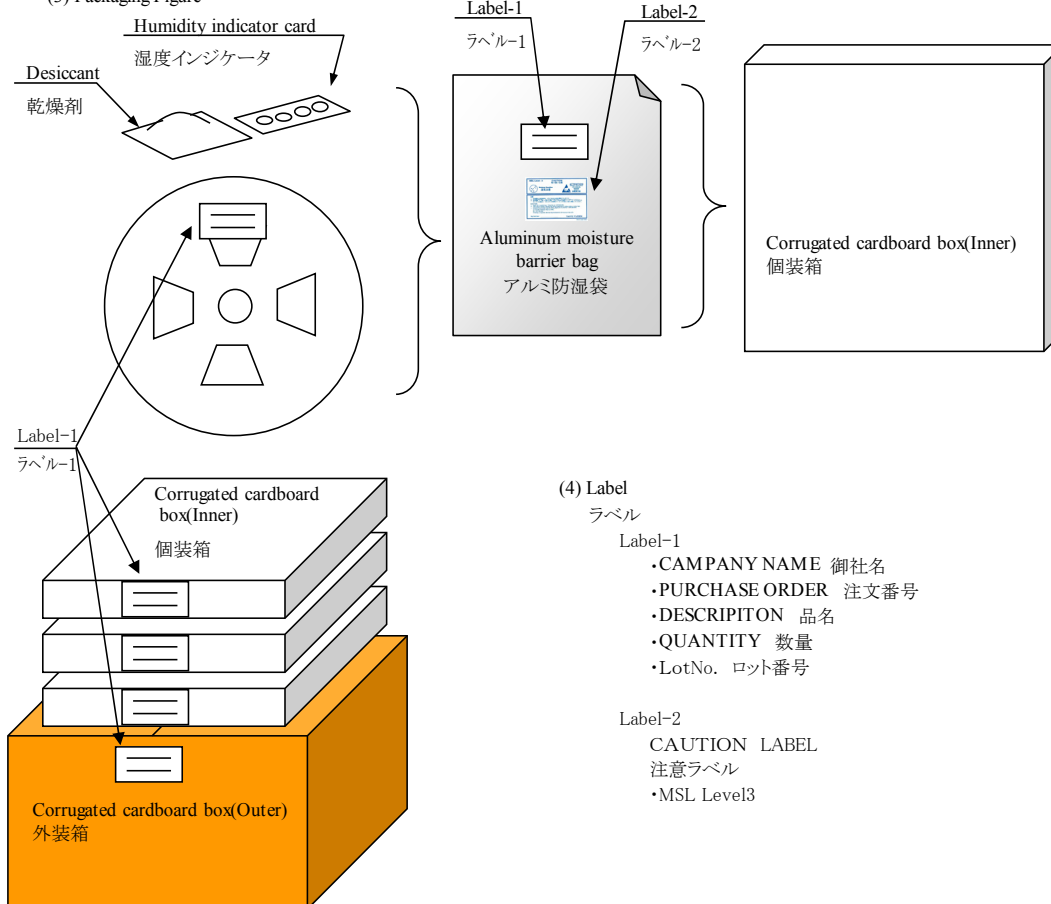 (3) Packaging Figure
Humidity indicator card
湿度インジケータ
Desiccant
乾燥剤
Label-1
ラベル-1
Label-2
ラベル-2
Aluminum moisture
barrier bag
アルミ防湿袋
Corrugated cardboard box(Inner)
個装箱
Label-1
ラベル-1
Corrugated cardboard
box(Inner)
個装箱
Corrugated cardboard box(Outer)
外装箱
(4) Label
ラベル
Label-1
・CAMPANY NAME 御社名
・PURCHASE ORDER 注文番号
・DESCRIPITON 品名
・QUANTITY 数量
・LotNo. ロット番号
Label-2
CAUTION LABEL
注意ラベル
・MSL Level3